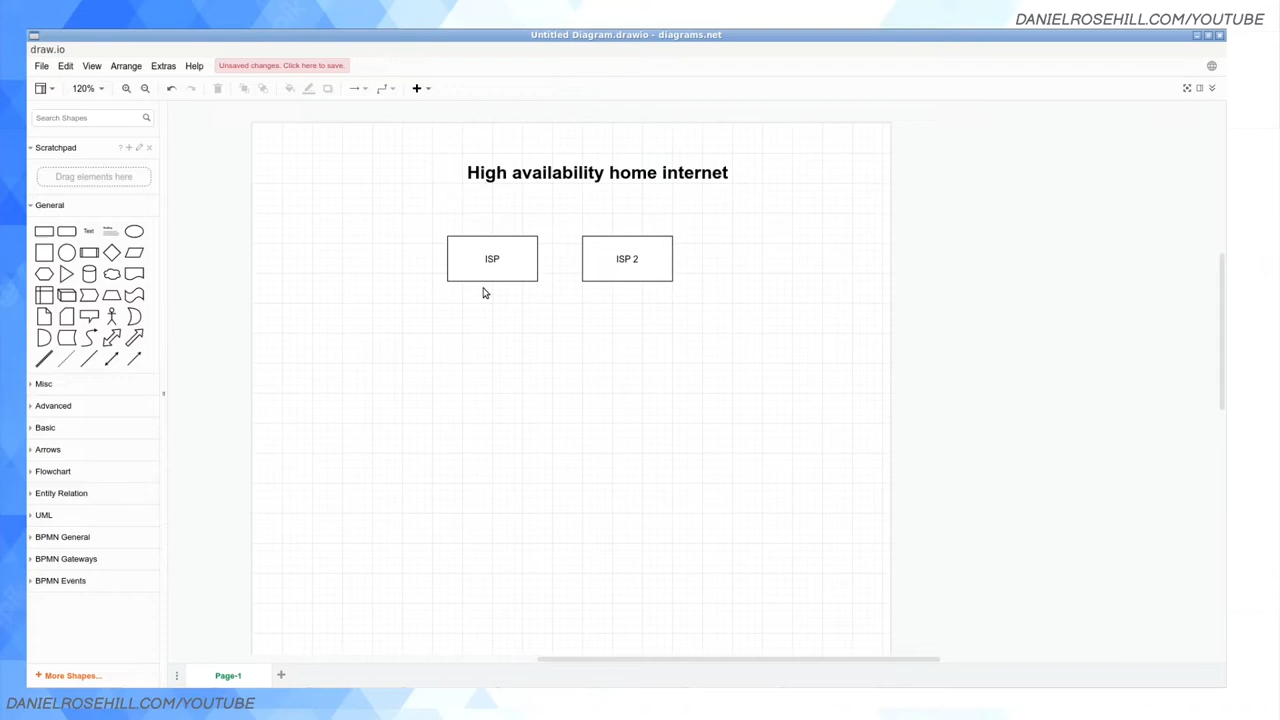 DANIELROSEHILL.COM/YOUTUBE
Untitled Diagram.drawio - diagrams.net
draw.io
File Edit View Arrange Extras Help Unsaved changes. Click here to save.
120%
Search Shapes
Scratchpad ?
Drag elements here
General
Text
Heading
High availability home internet
ISP
ISP 2
Misc
Advanced
Basic
Arrows
Flowchart
Entity Relation
UML
BPMN General
BPMN Gateways
BPMN Events
+ More Shapes...
Page-1
DANIELROSEHILL.COM/YOUTUBE